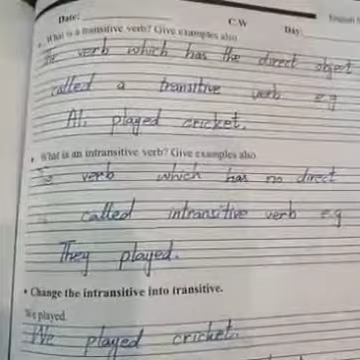 Date: C.W Day: English
• What is a transitive verb? Give examples also
The verb which has the direct object
called a transitive verb e.g
Ali played cricket.
• What is an intransitive verb? Give examples also
The verb which has no direct
called intransitive verb e.g
They played.
• Change the intransitive into transitive.
We played.
We played cricket.